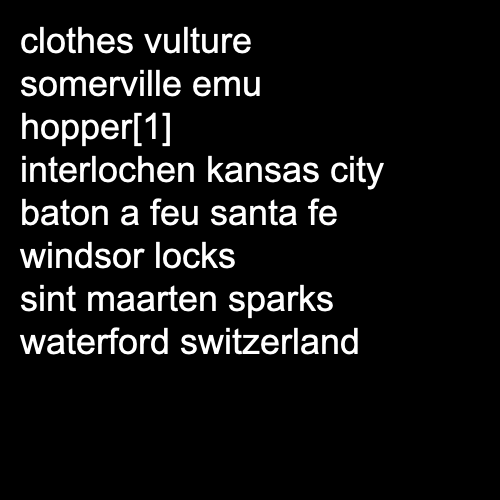 clothes vulture
somerville emu
hopper[1]
interlochen kansas city
baton a feu santa fe
windsor locks
sint maarten sparks
waterford switzerland